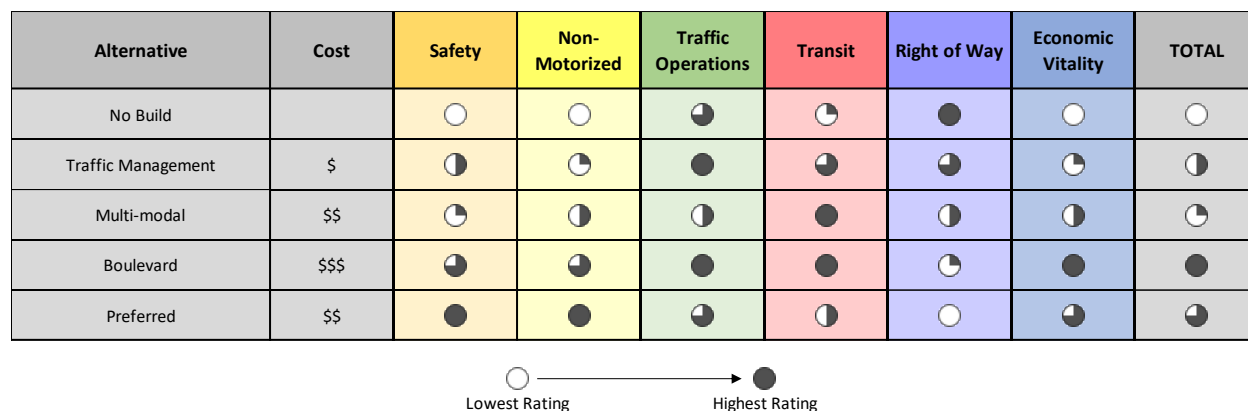 Alternative Cost Safety Non- Motorized Traffic Operations Transit Right of Way Economic Vitality TOTAL
No Build
Traffic Management $
Multi-modal $$
Boulevard $$$
Preferred $$
Lowest Rating Highest Rating